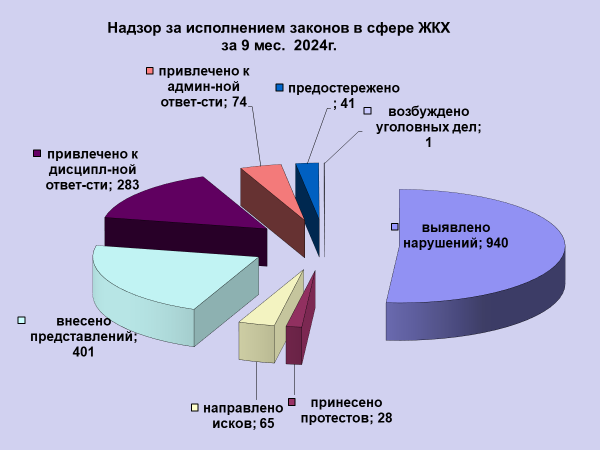 Надзор за исполнением законов в сфере ЖКХ
за 9 мес. 2024г.
привлечено к
админ-ной
ответ-сти; 74
предостережено
; 41
возбуждено
уголовных дел;
1
привлечено к
дисципл-ной
ответ-сти; 283
выявлено
нарушений; 940
внесено
представлений;
401
направлено
исков; 65
принесено
протестов; 28